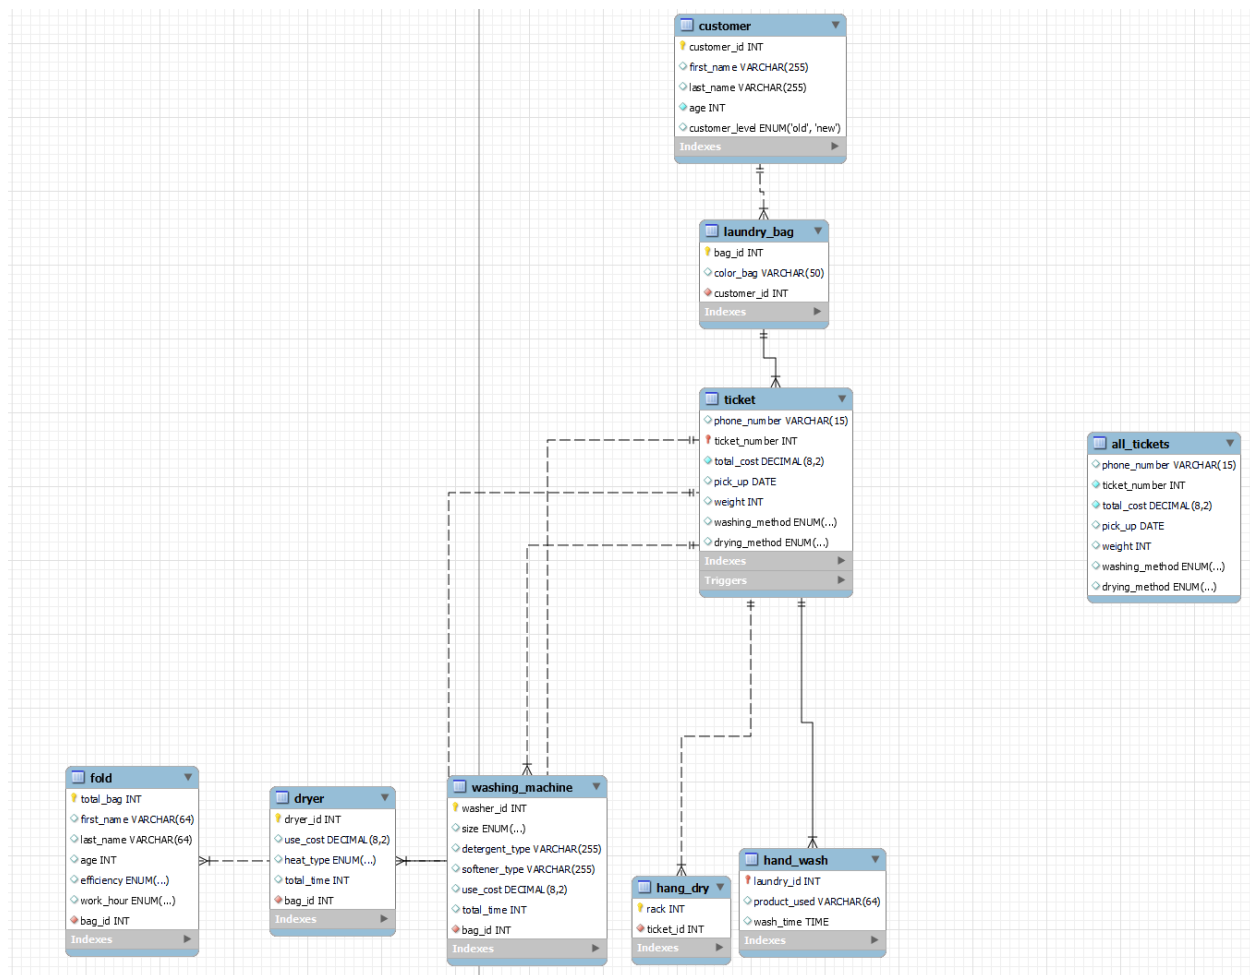 customer
customer_id INT
first_name VARCHAR(255)
last_name VARCHAR(255)
age INT
customer_level ENUM('old', 'new')
Indexes
laundry_bag
bag_id INT
color_bag VARCHAR(50)
customer_id INT
Indexes
ticket
phone_number VARCHAR(15)
ticket_number INT
total_cost DECIMAL(8,2)
pick_up DATE
weight INT
washing_method ENUM(...)
drying_method ENUM(...)
Indexes
Triggers
all_tickets
phone_number VARCHAR(15)
ticket_number INT
total_cost DECIMAL(8,2)
pick_up DATE
weight INT
washing_method ENUM(...)
drying_method ENUM(...)
fold
total_bag INT
first_name VARCHAR(64)
last_name VARCHAR(64)
age INT
efficiency ENUM(...)
work_hour ENUM(...)
bag_id INT
Indexes
dryer
dryer_id INT
use_cost DECIMAL(8,2)
heat_type ENUM(...)
total_time INT
bag_id INT
Indexes
washing_machine
washer_id INT
size ENUM(...)
detergent_type VARCHAR(255)
softener_type VARCHAR(255)
use_cost DECIMAL(8,2)
total_time INT
bag_id INT
Indexes
hang_dry
rack INT
ticket_id INT
Indexes
hand_wash
laundry_id INT
product_used VARCHAR(64)
wash_time TIME
Indexes